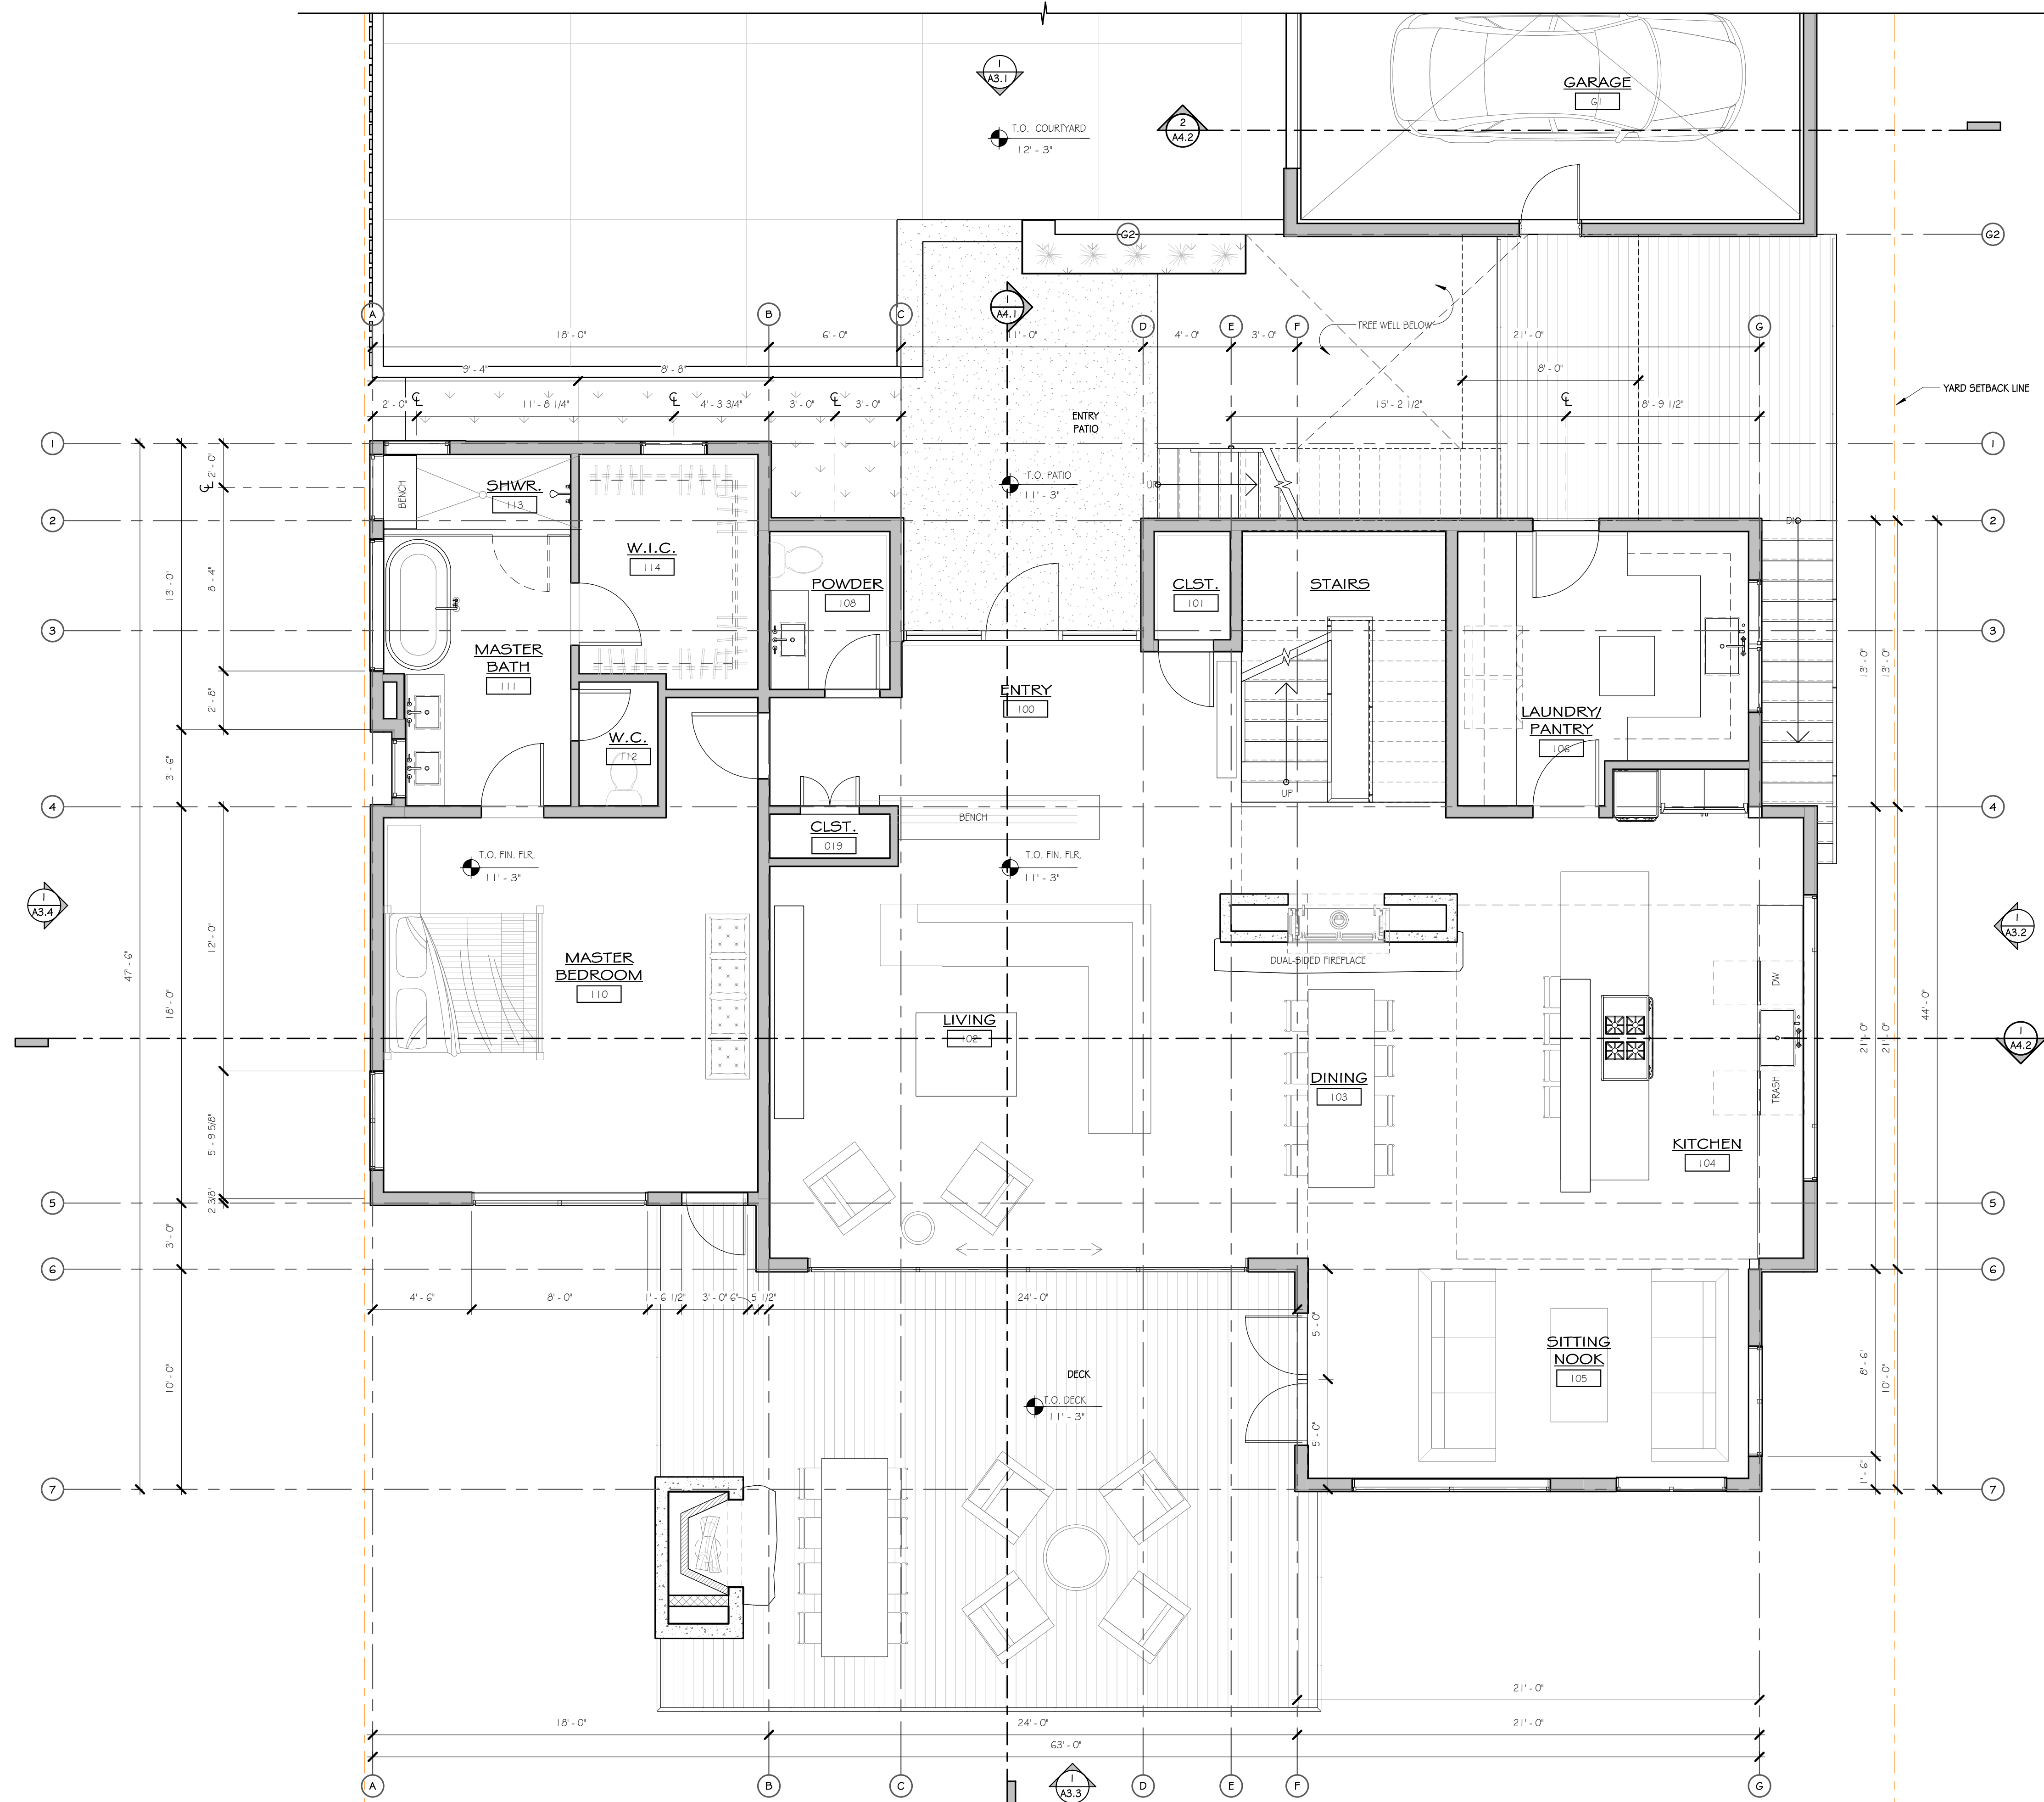 1
A3.1
GARAGE
G1
T.O. COURTYARD
12' - 3"
2
A4.2
G2
G2
1
A4.1
A
B
C
D
E
F
G
18' - 0"
6' - 0"
11' - 0"
4' - 0"
3' - 0"
21' - 0"
TREE WELL BELOW
9' - 4"
8' - 8"
8' - 0"
YARD SETBACK LINE
2' - 0"
11' - 8 1/4"
4' - 3 3/4"
3' - 0"
3' - 0"
15' - 2 1/2"
18' - 9 1/2"
ENTRY
PATIO
1
1
2' - 0"
T.O. PATIO
11' - 3"
UP
BENCH
SHWR.
113
2
2
DN
W.I.C.
114
POWDER
108
CLST.
101
STAIRS
13' - 0"
8' - 4"
3
3
MASTER
BATH
111
ENTRY
100
LAUNDRY/
PANTRY
106
13' - 0"
13' - 0"
2' - 8"
W.C.
112
3' - 6"
UP
4
4
CLST.
019
BENCH
T.O. FIN. FLR.
11' - 3"
T.O. FIN. FLR.
11' - 3"
1
A3.4
1
A3.2
47' - 6"
12' - 0"
18' - 0"
MASTER
BEDROOM
110
DUAL-SIDED FIREPLACE
DW
LIVING
102
DINING
103
TRASH
KITCHEN
104
1
A4.2
21' - 0"
21' - 0"
44' - 0"
5' - 9 5/8"
2 3/8"
5
5
3' - 0"
6
6
4' - 6"
8' - 0"
1' - 6 1/2"
3' - 0"
6"
5 1/2"
24' - 0"
5' - 0"
SITTING
NOOK
105
10' - 0"
8' - 6"
10' - 0"
DECK
T.O. DECK
11' - 3"
5' - 0"
1' - 6"
7
7
21' - 0"
18' - 0"
24' - 0"
21' - 0"
63' - 0"
A
B
C
1
A3.3
D
E
F
G